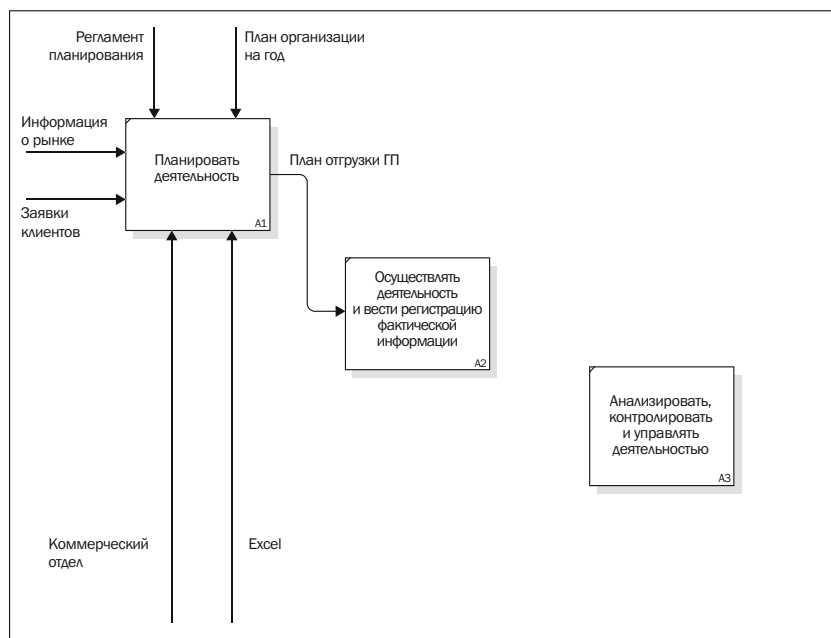 Регламент
планирования
План организации
на год
Информация
о рынке
Планировать
деятельность
A1
План отгрузки ГП
Заявки
клиентов
Осуществлять
деятельность
и вести регистрацию
фактической
информации
A2
Анализировать,
контролировать
и управлять
деятельностью
A3
Коммерческий
отдел
Excel